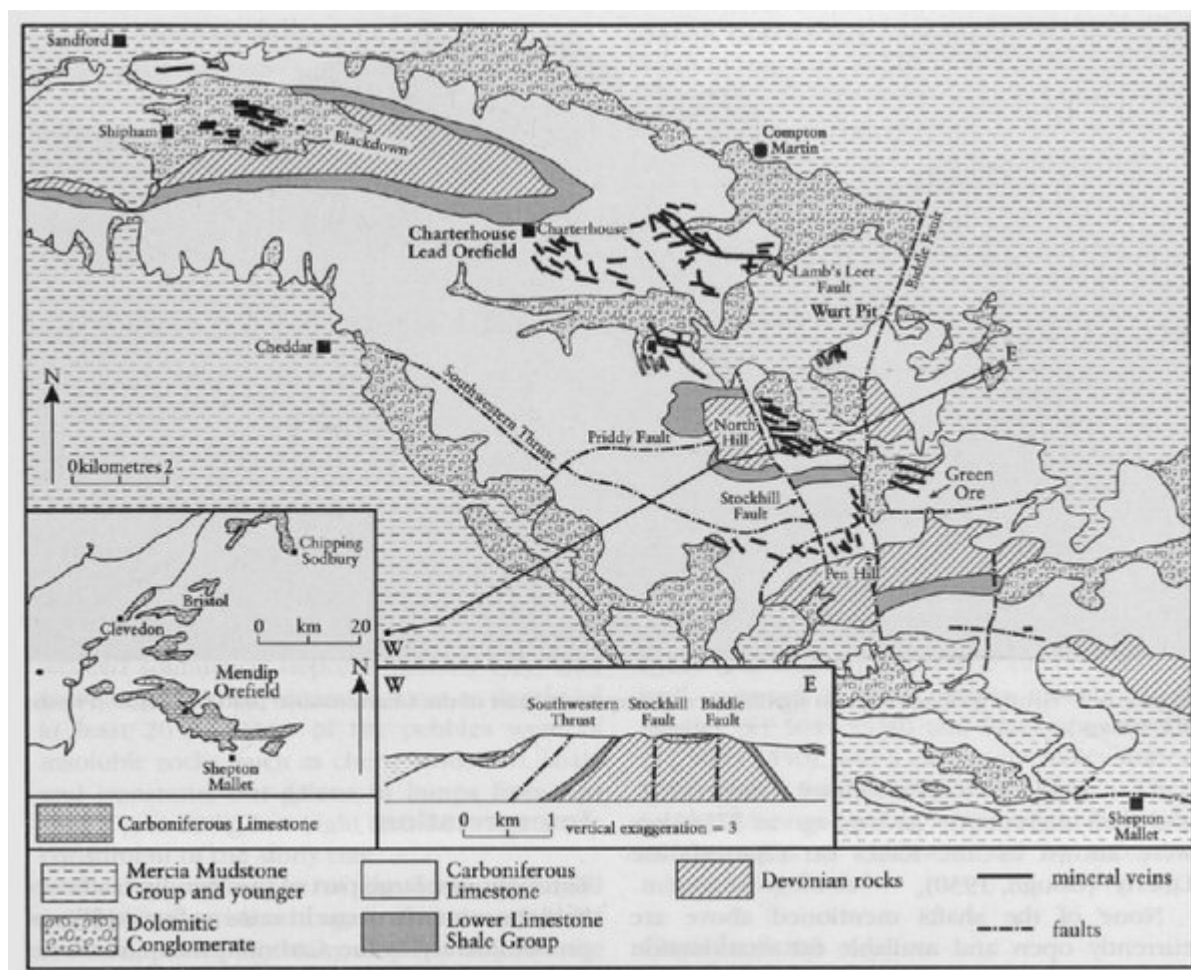 Sandford
Shipham
Blackdown
Compton
Martin
Charterhouse
Lead Orefield
Charterhouse
Lamb's Leer
Fault
Biddle Fault
Wurt Pit
E
Cheddar
N
0 kilometres 2
Southwestern Thrust
Priddy Fault
North
Hill
Stockhill
Fault
Green
Ore
Pen Hill
W
Chipping
Sodbury
Bristol
Clevedon
0 km 20
N
Mendip
Orefield
Shepton
Mallet
Carboniferous Limestone
W
E
Southwestern
Thrust
Stockhill
Fault
Biddle
Fault
0 km 1
vertical exaggeration = 3
Shepton
Mallet
Mercia Mudstone
Group and younger
Carboniferous
Limestone
Devonian rocks
mineral veins
Dolomitic
Conglomerate
Lower Limestone
Shale Group
faults